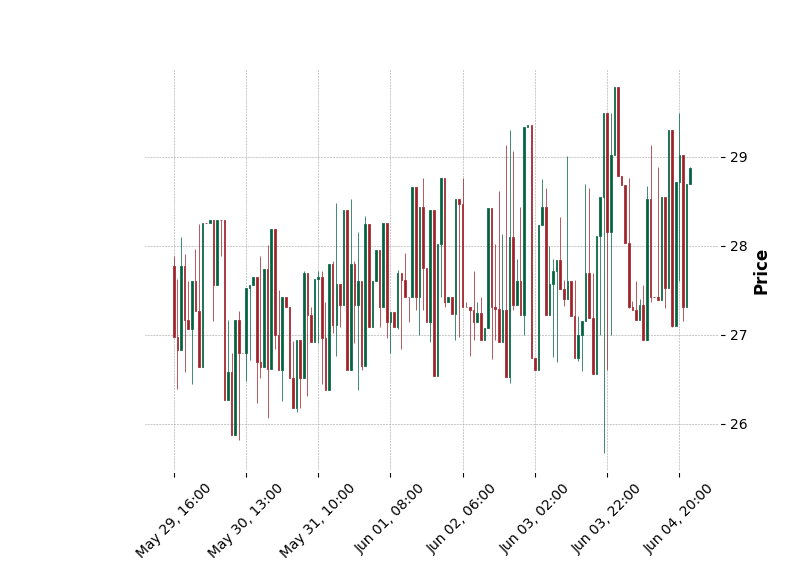 29
28
27
26
Price
May 29, 16:00
May 30, 13:00
May 31, 10:00
Jun 01, 08:00
Jun 02, 06:00
Jun 03, 02:00
Jun 03, 22:00
Jun 04, 20:00